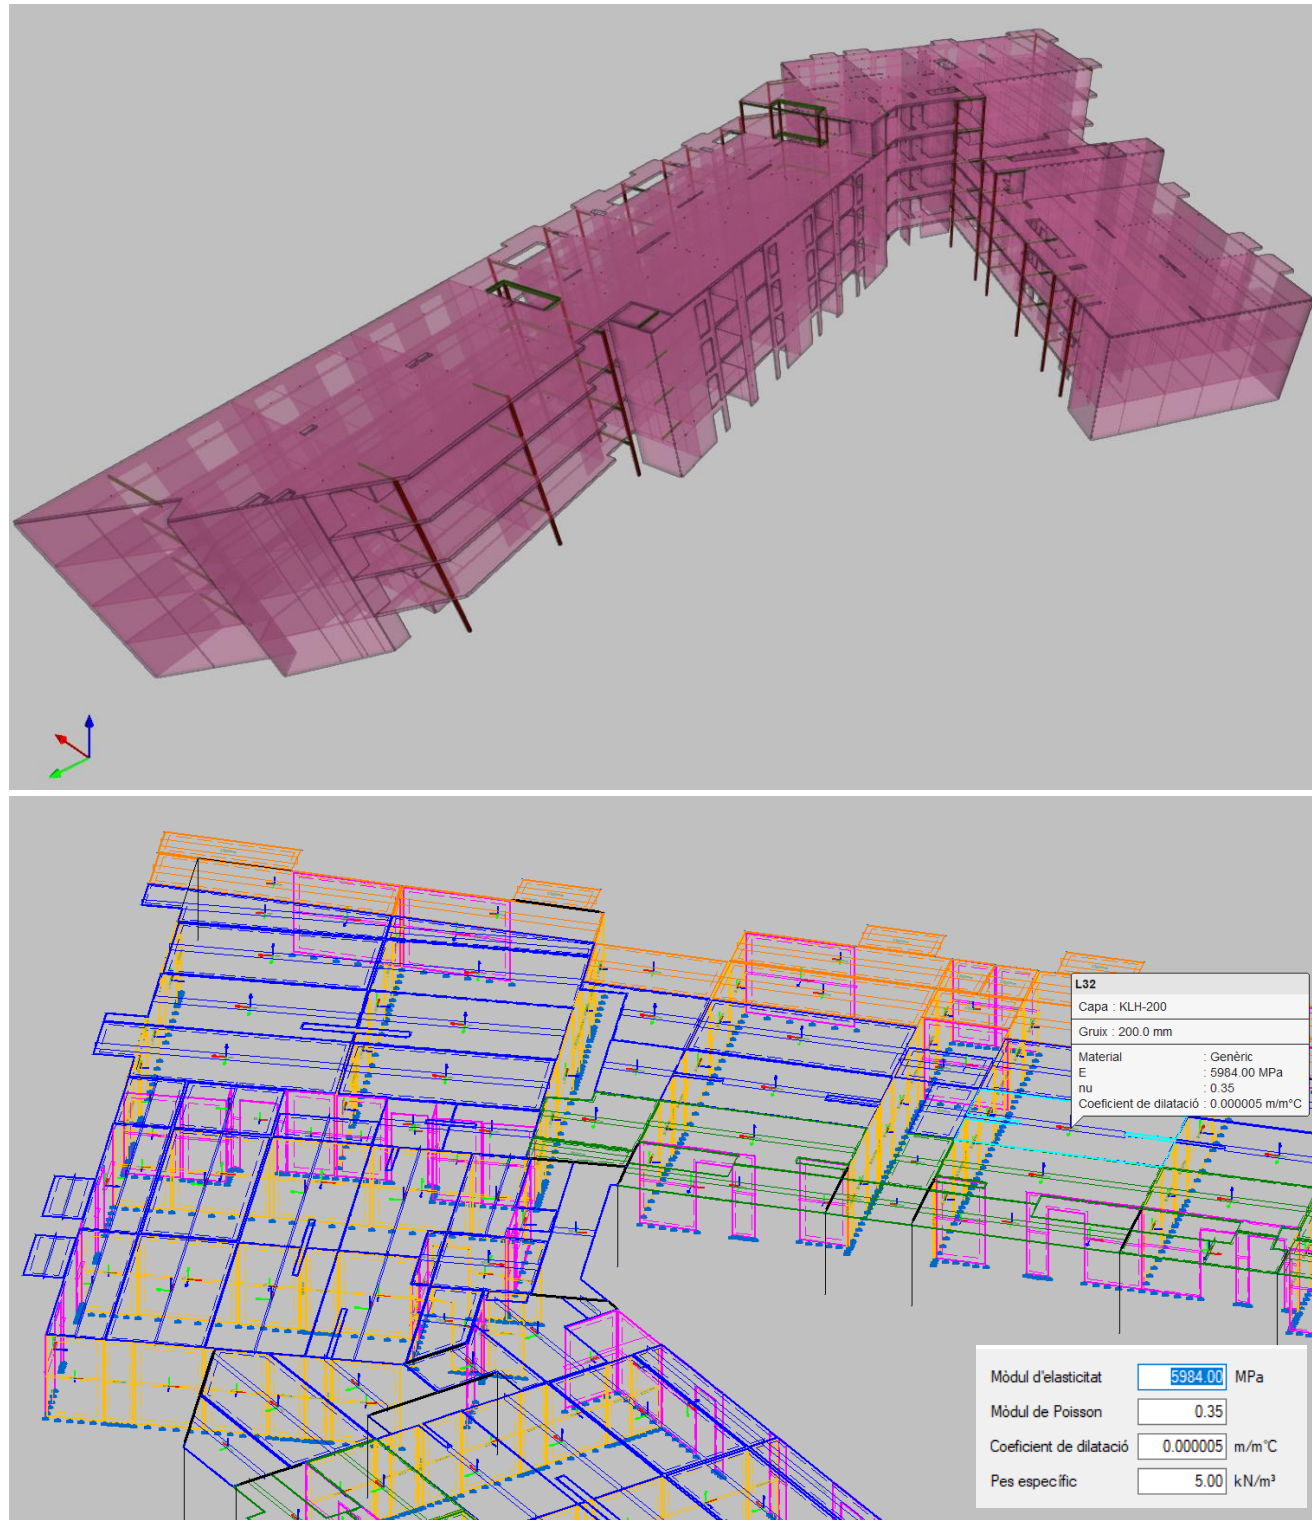 L32
Capa : KLH-200
Gruix : 200.0 mm
Material : Genèric
E : 5984.00 MPa
nu : 0.35
Coeficient de dilatació : 0.000005 m/m°C
Mòdul d'elasticitat 5984.00 MPa
Mòdul de Poisson 0.35
Coeficient de dilatació 0.000005 m/m°C
Pes específic 5.00 kN/m³